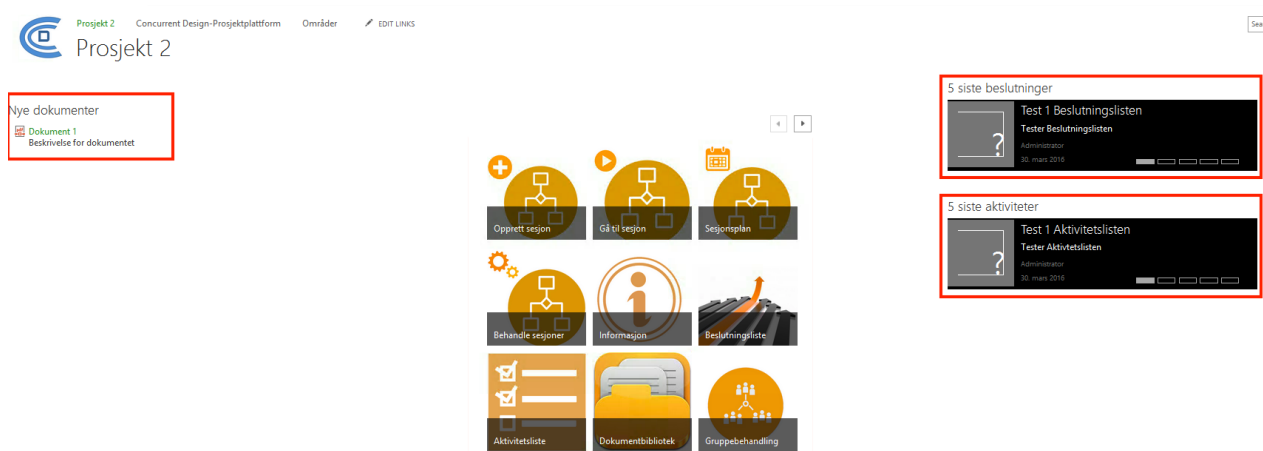 Prosjekt 2 Concurrent Design-Prosjektplattform Områder EDIT LINKS
Prosjekt 2
Sea
Nye dokumenter
Dokument 1
Beskrivelse for dokumentet
Opprett sesjon
Gå til sesjon
Sesjonsplan
Behandle sesjoner
Informasjon
Beslutningsliste
Aktivitetsliste
Dokumentbibliotek
Gruppebehandling
5 siste beslutninger
Test 1 Beslutningslisten
Tester Beslutningslisten
Administrator
30. mars 2016
5 siste aktiviteter
Test 1 Aktivitetslisten
Tester Aktivtetslisten
Administrator
30. mars 2016